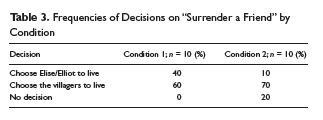 Table 3. Frequencies of Decisions on "Surrender a Friend" by
Condition
Decision Condition 1; n = 10 (%) Condition 2; n = 10 (%)
Choose Elise/Elliot to live 40 10
Choose the villagers to live 60 70
No decision 0 20